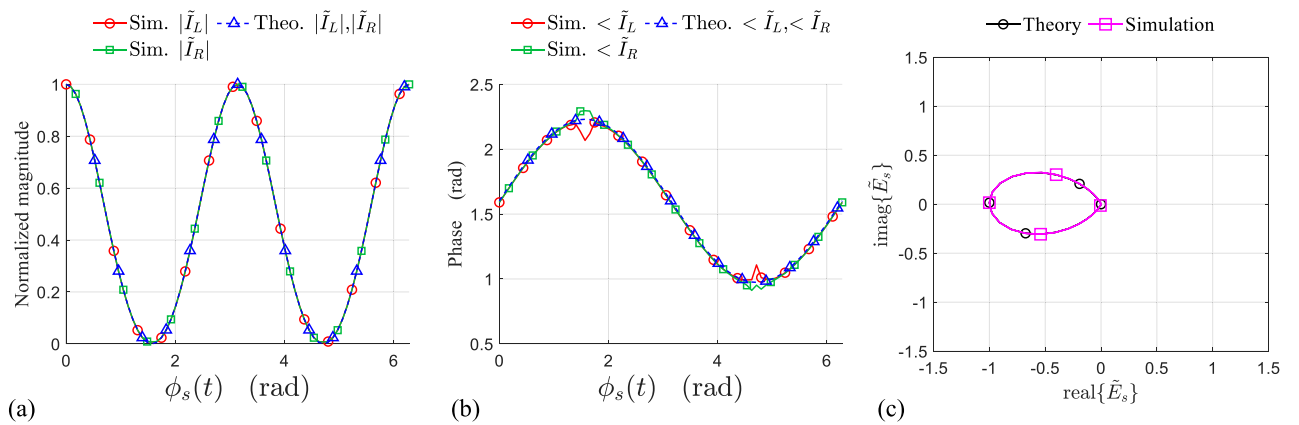 Sim. |Ĩ_L| Theo. |Ĩ_L|,|Ĩ_R|
Sim. |Ĩ_R|
Normalized magnitude
1
0.8
0.6
0.4
0.2
0
0 2 4 6
ϕ_s(t) (rad)
(a)
Sim. < Ĩ_L Theo. < Ĩ_L,< Ĩ_R
Sim. < Ĩ_R
Phase (rad)
2.5
2
1.5
1
0.5
0 2 4 6
ϕ_s(t) (rad)
(b)
Theory Simulation
imag{Ẽ_s}
1.5
1
0.5
0
-0.5
-1
-1.5
-1.5 -1 -0.5 0 0.5 1 1.5
real{Ẽ_s}
(c)